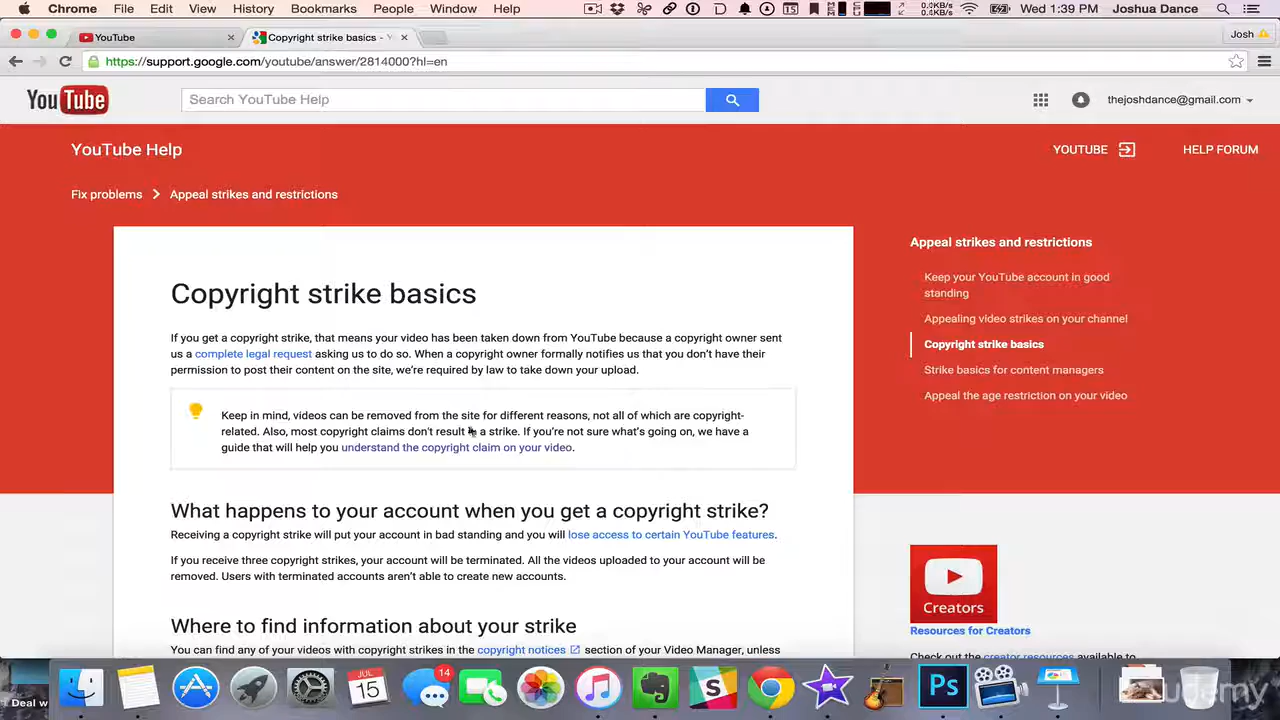 Chrome File Edit View History Bookmarks People Window Help Wed 1:39 PM Joshua Dance
YouTube Copyright strike basics - Y Josh
https://support.google.com/youtube/answer/2814000?hl=en
YouTube Search YouTube Help thejoshdance@gmail.com
YouTube Help YOUTUBE HELP FORUM
Fix problems Appeal strikes and restrictions
Copyright strike basics
If you get a copyright strike, that means your video has been taken down from YouTube because a copyright owner sent
us a complete legal request asking us to do so. When a copyright owner formally notifies us that you don't have their
permission to post their content on the site, we're required by law to take down your upload.
Keep in mind, videos can be removed from the site for different reasons, not all of which are copyright-
related. Also, most copyright claims don't result a strike. If you're not sure what's going on, we have a
guide that will help you understand the copyright claim on your video.
What happens to your account when you get a copyright strike?
Receiving a copyright strike will put your account in bad standing and you will lose access to certain YouTube features.
If you receive three copyright strikes, your account will be terminated. All the videos uploaded to your account will be
removed. Users with terminated accounts aren't able to create new accounts.
Where to find information about your strike
You can find any of your videos with copyright strikes in the copyright notices section of your Video Manager, unless
Appeal strikes and restrictions
Keep your YouTube account in good
standing
Appealing video strikes on your channel
Copyright strike basics
Strike basics for content managers
Appeal the age restriction on your video
Creators
Resources for Creators
Check out the creator resources available to
Deal w
14
JUL
15
Ps
udemy